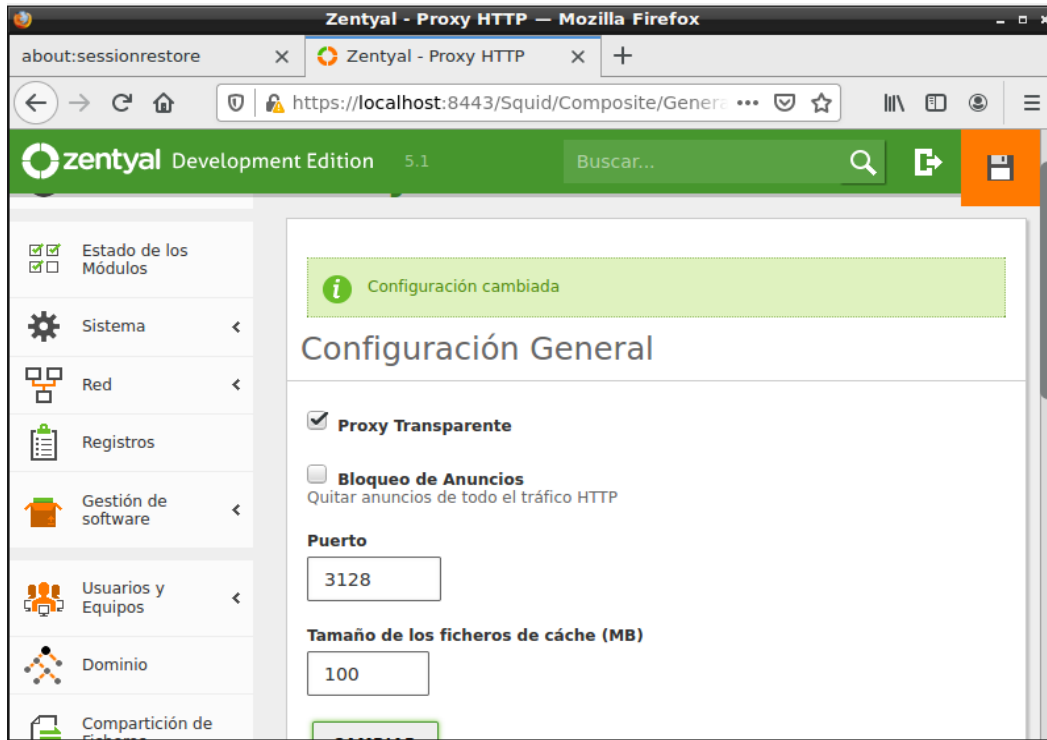 Zentyal - Proxy HTTP — Mozilla Firefox
about:sessionrestore
Zentyal - Proxy HTTP
https://localhost:8443/Squid/Composite/Genera
zentyal Development Edition 5.1
Buscar...
Estado de los
Módulos
Sistema
Red
Registros
Gestión de
software
Usuarios y
Equipos
Dominio
Compartición de
Configuración cambiada
Configuración General
Proxy Transparente
Bloqueo de Anuncios
Quitar anuncios de todo el tráfico HTTP
Puerto
3128
Tamaño de los ficheros de cáche (MB)
100